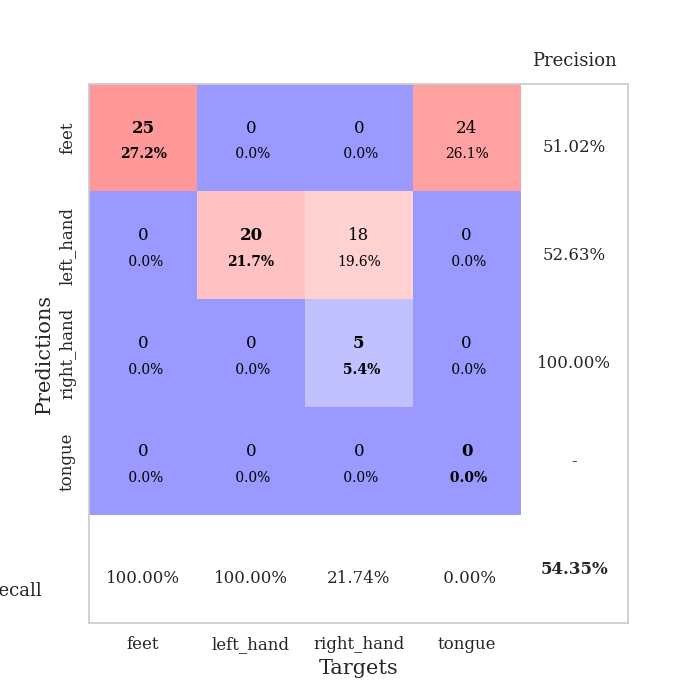 Precision
feet 25 0 0 24 51.02%
27.2% 0.0% 0.0% 26.1%
left_hand 0 20 18 0 52.63%
0.0% 21.7% 19.6% 0.0%
right_hand 0 0 5 0 100.00%
0.0% 0.0% 5.4% 0.0%
tongue 0 0 0 0 -
0.0% 0.0% 0.0% 0.0%
Predictions
ecall 100.00% 100.00% 21.74% 0.00% 54.35%
feet left_hand right_hand tongue
Targets